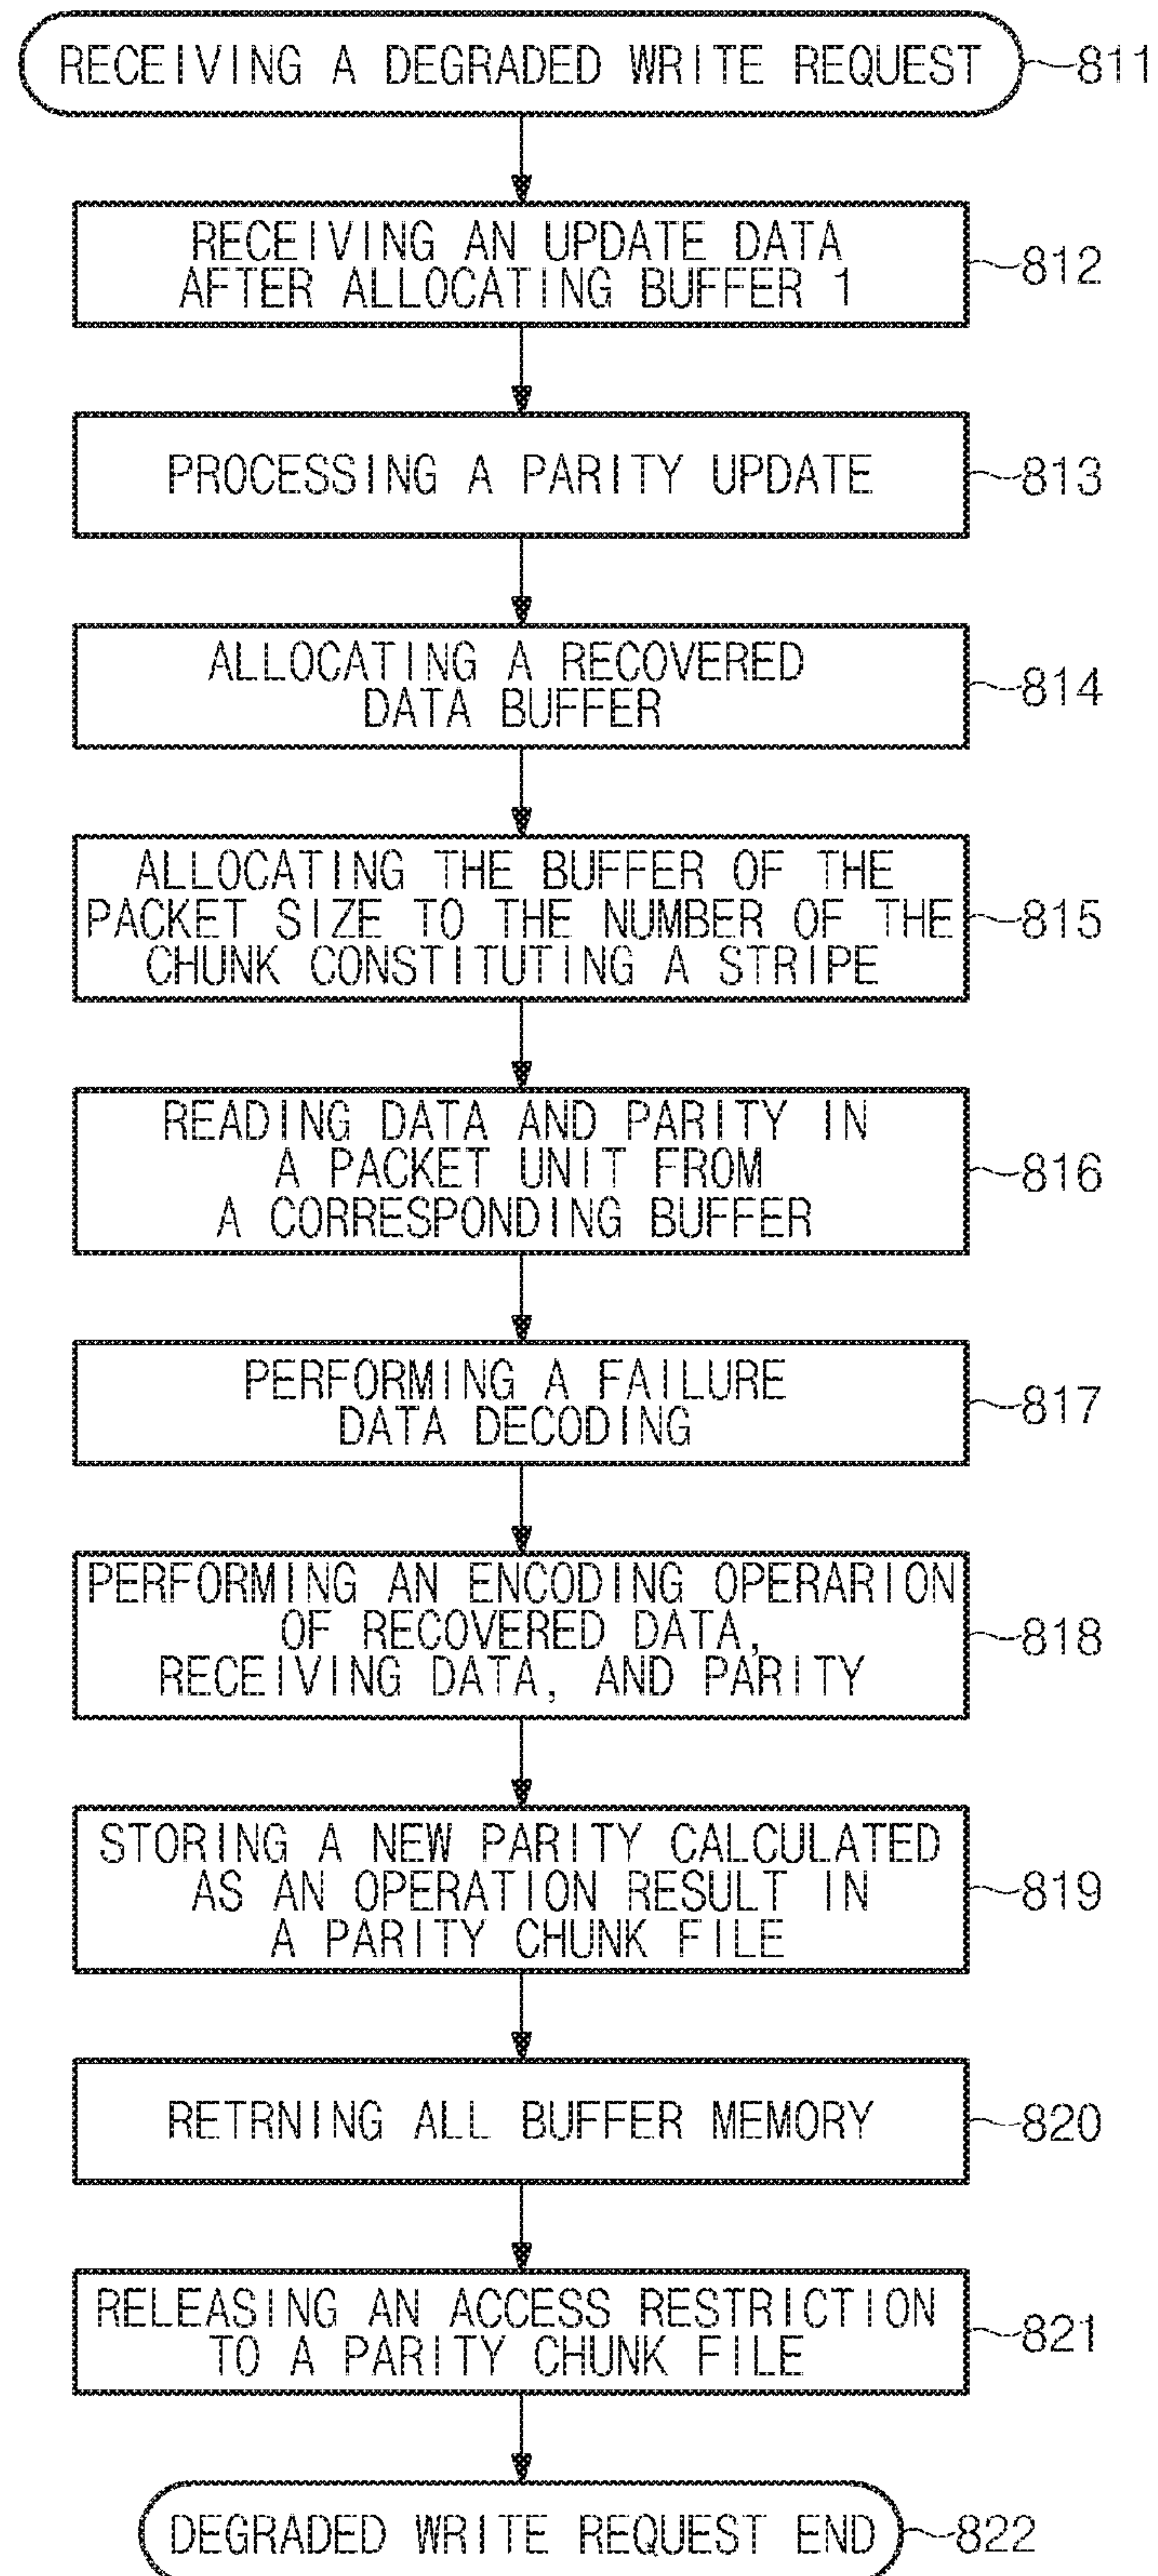 RECEIVING A DEGRADED WRITE REQUEST
811
RECEIVING AN UPDATE DATA
AFTER ALLOCATING BUFFER 1
812
PROCESSING A PARITY UPDATE
813
ALLOCATING A RECOVERED
DATA BUFFER
814
ALLOCATING THE BUFFER OF THE
PACKET SIZE TO THE NUMBER OF THE
CHUNK CONSTITUTING A STRIPE
815
READING DATA AND PARITY IN
A PACKET UNIT FROM
A CORRESPONDING BUFFER
816
PERFORMING A FAILURE
DATA DECODING
817
PERFORMING AN ENCODING OPERARION
OF RECOVERED DATA,
RECEIVING DATA, AND PARITY
818
STORING A NEW PARITY CALCULATED
AS AN OPERATION RESULT IN
A PARITY CHUNK FILE
819
RETRNING ALL BUFFER MEMORY
820
RELEASING AN ACCESS RESTRICTION
TO A PARITY CHUNK FILE
821
DEGRADED WRITE REQUEST END
822